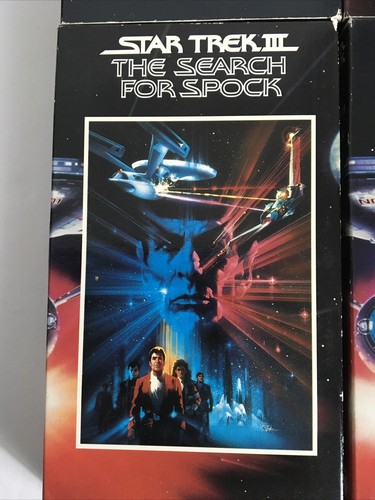 STAR TREK III
THE SEARCH
FOR SPOCK